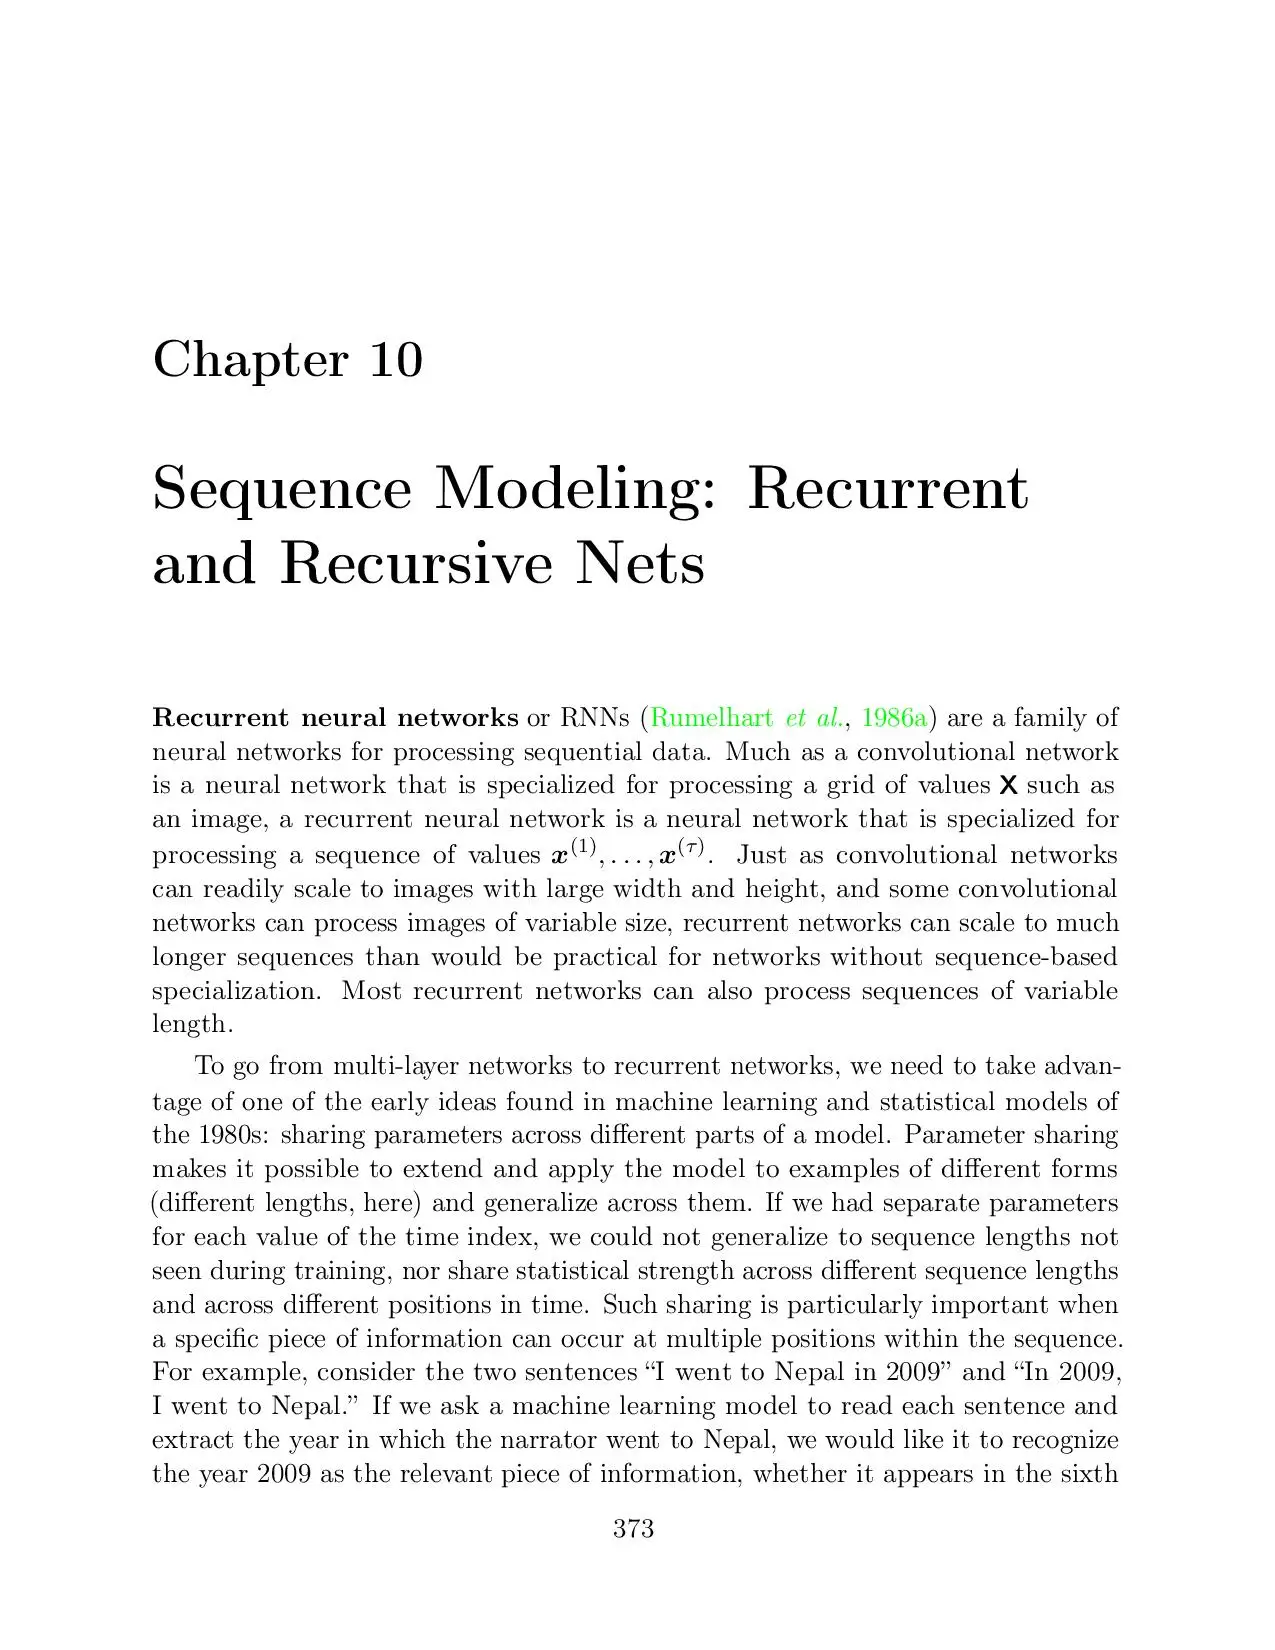 Chapter 10
Sequence Modeling: Recurrent
and Recursive Nets
Recurrent neural networks or RNNs (Rumelhart et al., 1986a) are a family of
neural networks for processing sequential data. Much as a convolutional network
is a neural network that is specialized for processing a grid of values X such as
an image, a recurrent neural network is a neural network that is specialized for
processing a sequence of values x^(1), . . . , x^(τ). Just as convolutional networks
can readily scale to images with large width and height, and some convolutional
networks can process images of variable size, recurrent networks can scale to much
longer sequences than would be practical for networks without sequence-based
specialization. Most recurrent networks can also process sequences of variable
length.
To go from multi-layer networks to recurrent networks, we need to take advan-
tage of one of the early ideas found in machine learning and statistical models of
the 1980s: sharing parameters across different parts of a model. Parameter sharing
makes it possible to extend and apply the model to examples of different forms
(different lengths, here) and generalize across them. If we had separate parameters
for each value of the time index, we could not generalize to sequence lengths not
seen during training, nor share statistical strength across different sequence lengths
and across different positions in time. Such sharing is particularly important when
a specific piece of information can occur at multiple positions within the sequence.
For example, consider the two sentences “I went to Nepal in 2009” and “In 2009,
I went to Nepal.” If we ask a machine learning model to read each sentence and
extract the year in which the narrator went to Nepal, we would like it to recognize
the year 2009 as the relevant piece of information, whether it appears in the sixth
373